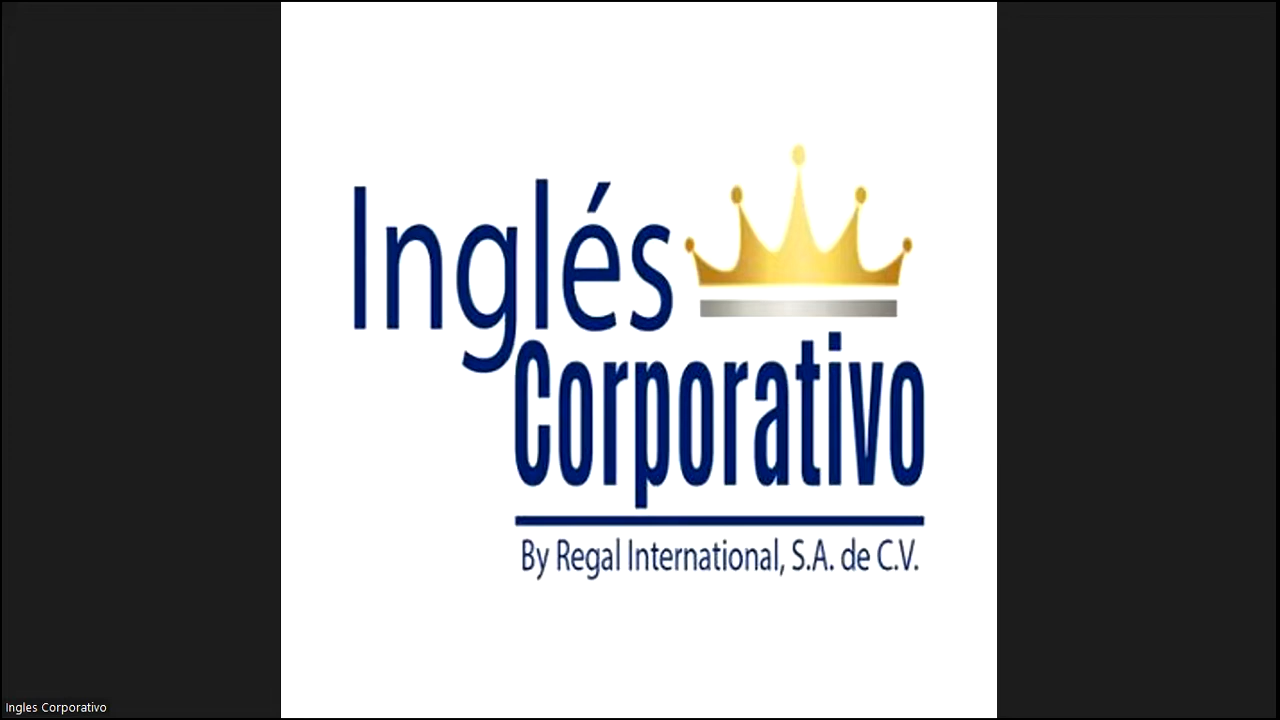 Inglés
Corporativo
By Regal International, S.A. de C.V.
Ingles Corporativo